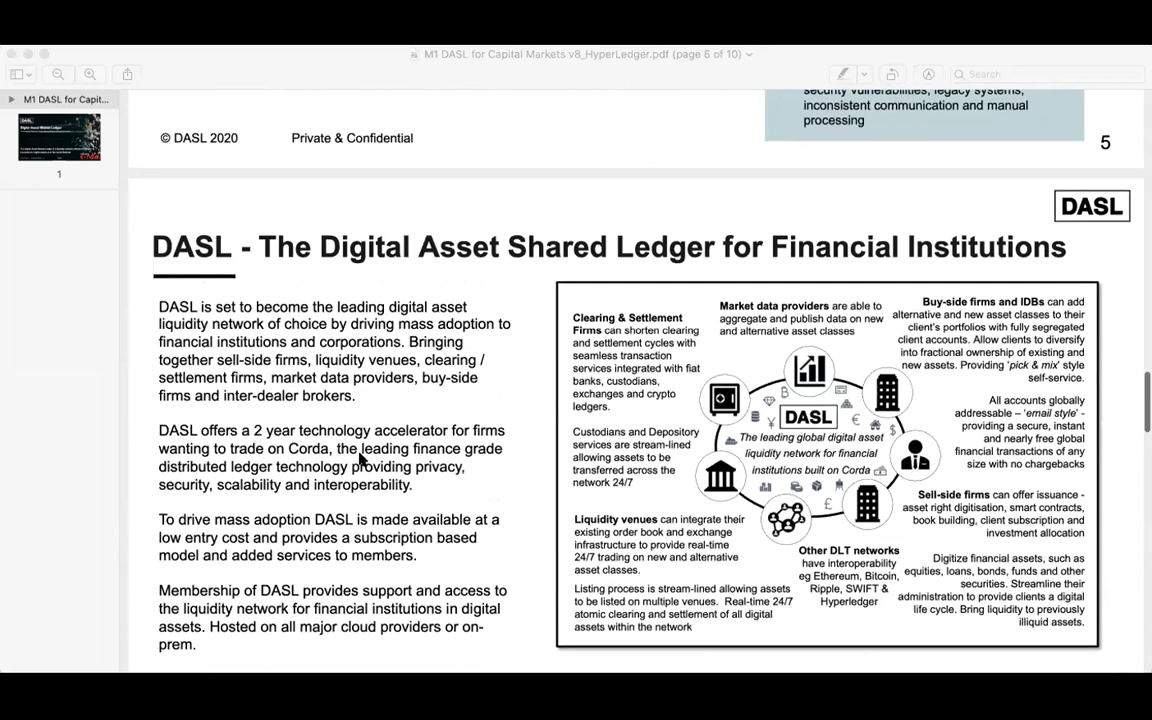 M1 DASL for Capital Markets v8_HyperLedger.pdf (page 6 of 10)
Search
M1 DASL for Capit...
1
security vulnerabilities, legacy systems,
inconsistent communication and manual
processing
© DASL 2020
Private & Confidential
5
DASL
DASL - The Digital Asset Shared Ledger for Financial Institutions
DASL is set to become the leading digital asset
liquidity network of choice by driving mass adoption to
financial institutions and corporations. Bringing
together sell-side firms, liquidity venues, clearing /
settlement firms, market data providers, buy-side
firms and inter-dealer brokers.
DASL offers a 2 year technology accelerator for firms
wanting to trade on Corda, the leading finance grade
distributed ledger technology providing privacy,
security, scalability and interoperability.
To drive mass adoption DASL is made available at a
low entry cost and provides a subscription based
model and added services to members.
Membership of DASL provides support and access to
the liquidity network for financial institutions in digital
assets. Hosted on all major cloud providers or on-
prem.
Clearing & Settlement
Firms can shorten clearing
and settlement cycles with
seamless transaction
services integrated with fiat
banks, custodians,
exchanges and crypto
ledgers.
Custodians and Depository
services are stream-lined
allowing assets to be
transferred across the
network 24/7
Liquidity venues can integrate their
existing order book and exchange
infrastructure to provide real-time
24/7 trading on new and alternative
asset classes.
Listing process is stream-lined allowing assets
to be listed on multiple venues. Real-time 24/7
atomic clearing and settlement of all digital
assets within the network
Market data providers are able to
aggregate and publish data on new
and alternative asset classes
DASL
The leading global digital asset
liquidity network for financial
institutions built on Corda
Other DLT networks
have interoperability
eg Ethereum, Bitcoin,
Ripple, SWIFT &
Hyperledger
Buy-side firms and IDBs can add
alternative and new asset classes to their
client's portfolios with fully segregated
client accounts. Allow clients to diversify
into fractional ownership of existing and
new assets. Providing 'pick & mix' style
self-service.
All accounts globally
addressable – 'email style' -
providing a secure, instant
and nearly free global
financial transactions of any
size with no chargebacks
Sell-side firms can offer issuance -
asset right digitisation, smart contracts,
book building, client subscription and
investment allocation
Digitize financial assets, such as
equities, loans, bonds, funds and other
securities. Streamline their
administration to provide clients a digital
life cycle. Bring liquidity to previously
illiquid assets.